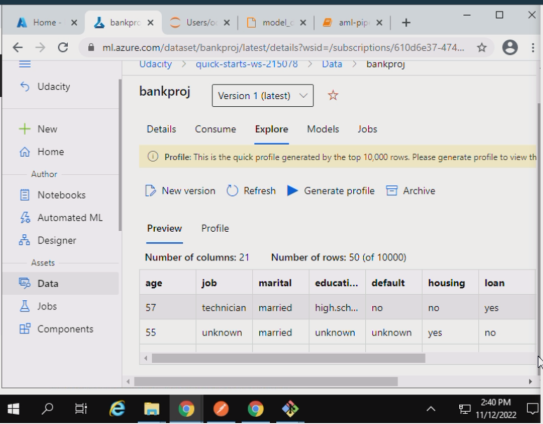 Home -
bankpro
Users/o
model_c
aml-pip
ml.azure.com/dataset/bankproj/latest/details?wsid=/subscriptions/610d6e37-474...
Udacity > quick-starts-ws-215078 > Data > bankproj
Udacity
bankproj
Version 1 (latest)
Details Consume Explore Models Jobs
New
Home
Profile: This is the quick profile generated by the top 10,000 rows. Please generate profile to view th
Author
Notebooks
New version Refresh Generate profile Archive
Automated ML
Designer
Preview Profile
Assets
Number of columns: 21 Number of rows: 50 (of 10000)
Data
age job marital educati... default housing loan
Jobs
57 technician married high.sch... no no yes
Components
55 unknown married unknown unknown yes no
2:40 PM
11/12/2022